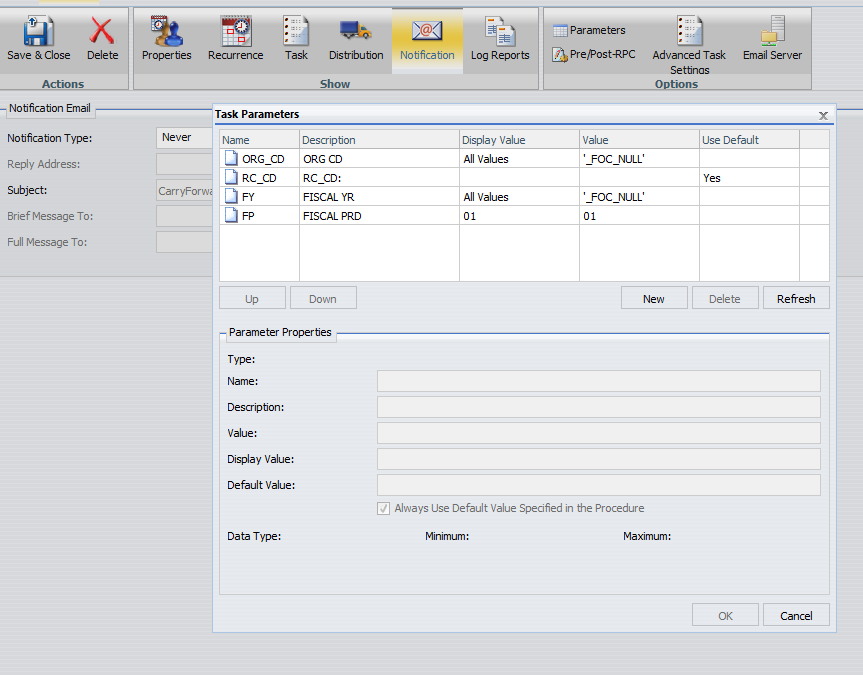 Save & Close Delete Properties Recurrence Task Distribution Notification Log Reports Parameters Pre/Post-RPC Advanced Task Settings Email Server
Actions Show Options
Notification Email
Notification Type: Never
Reply Address:
Subject: CarryForwa
Brief Message To:
Full Message To:
Task Parameters x
Name Description Display Value Value Use Default
ORG_CD ORG CD All Values '_FOC_NULL'
RC_CD RC_CD: Yes
FY FISCAL YR All Values '_FOC_NULL'
FP FISCAL PRD 01 01
Up Down New Delete Refresh
Parameter Properties
Type:
Name:
Description:
Value:
Display Value:
Default Value:
Always Use Default Value Specified in the Procedure
Data Type: Minimum: Maximum:
OK Cancel